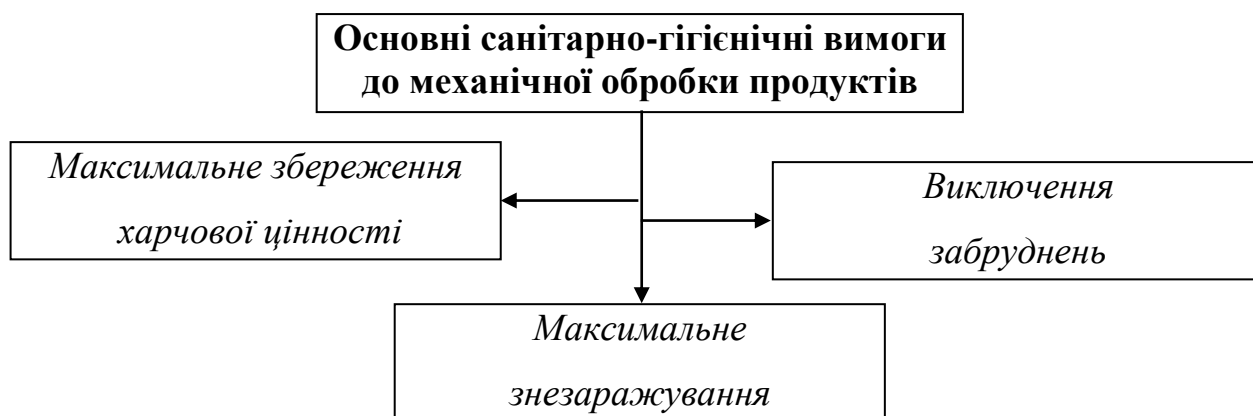 Основні санітарно-гігієнічні вимоги
до механічної обробки продуктів
Максимальне збереження
харчової цінності
Виключення
забруднень
Максимальне
знезаражування